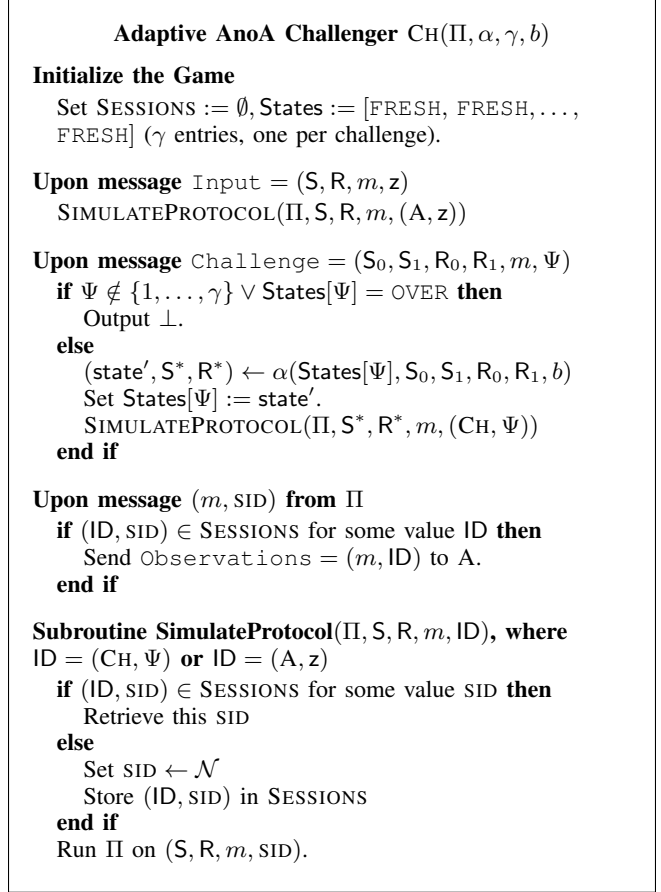 Adaptive AnoA Challenger CH(Π, α, γ, b)
Initialize the Game
Set SESSIONS := ∅, States := [FRESH, FRESH, . . . ,
FRESH] (γ entries, one per challenge).
Upon message Input = (S, R, m, z)
SIMULATEPROTOCOL(Π, S, R, m, (A, z))
Upon message Challenge = (S₀, S₁, R₀, R₁, m, Ψ)
if Ψ ∉ {1, . . . , γ} ∨ States[Ψ] = OVER then
Output ⊥.
else
(state′, S*, R*) ← α(States[Ψ], S₀, S₁, R₀, R₁, b)
Set States[Ψ] := state′.
SIMULATEPROTOCOL(Π, S*, R*, m, (CH, Ψ))
end if
Upon message (m, SID) from Π
if (ID, SID) ∈ SESSIONS for some value ID then
Send Observations = (m, ID) to A.
end if
Subroutine SimulateProtocol(Π, S, R, m, ID), where
ID = (CH, Ψ) or ID = (A, z)
if (ID, SID) ∈ SESSIONS for some value SID then
Retrieve this SID
else
Set SID ← 𝒩
Store (ID, SID) in SESSIONS
end if
Run Π on (S, R, m, SID).